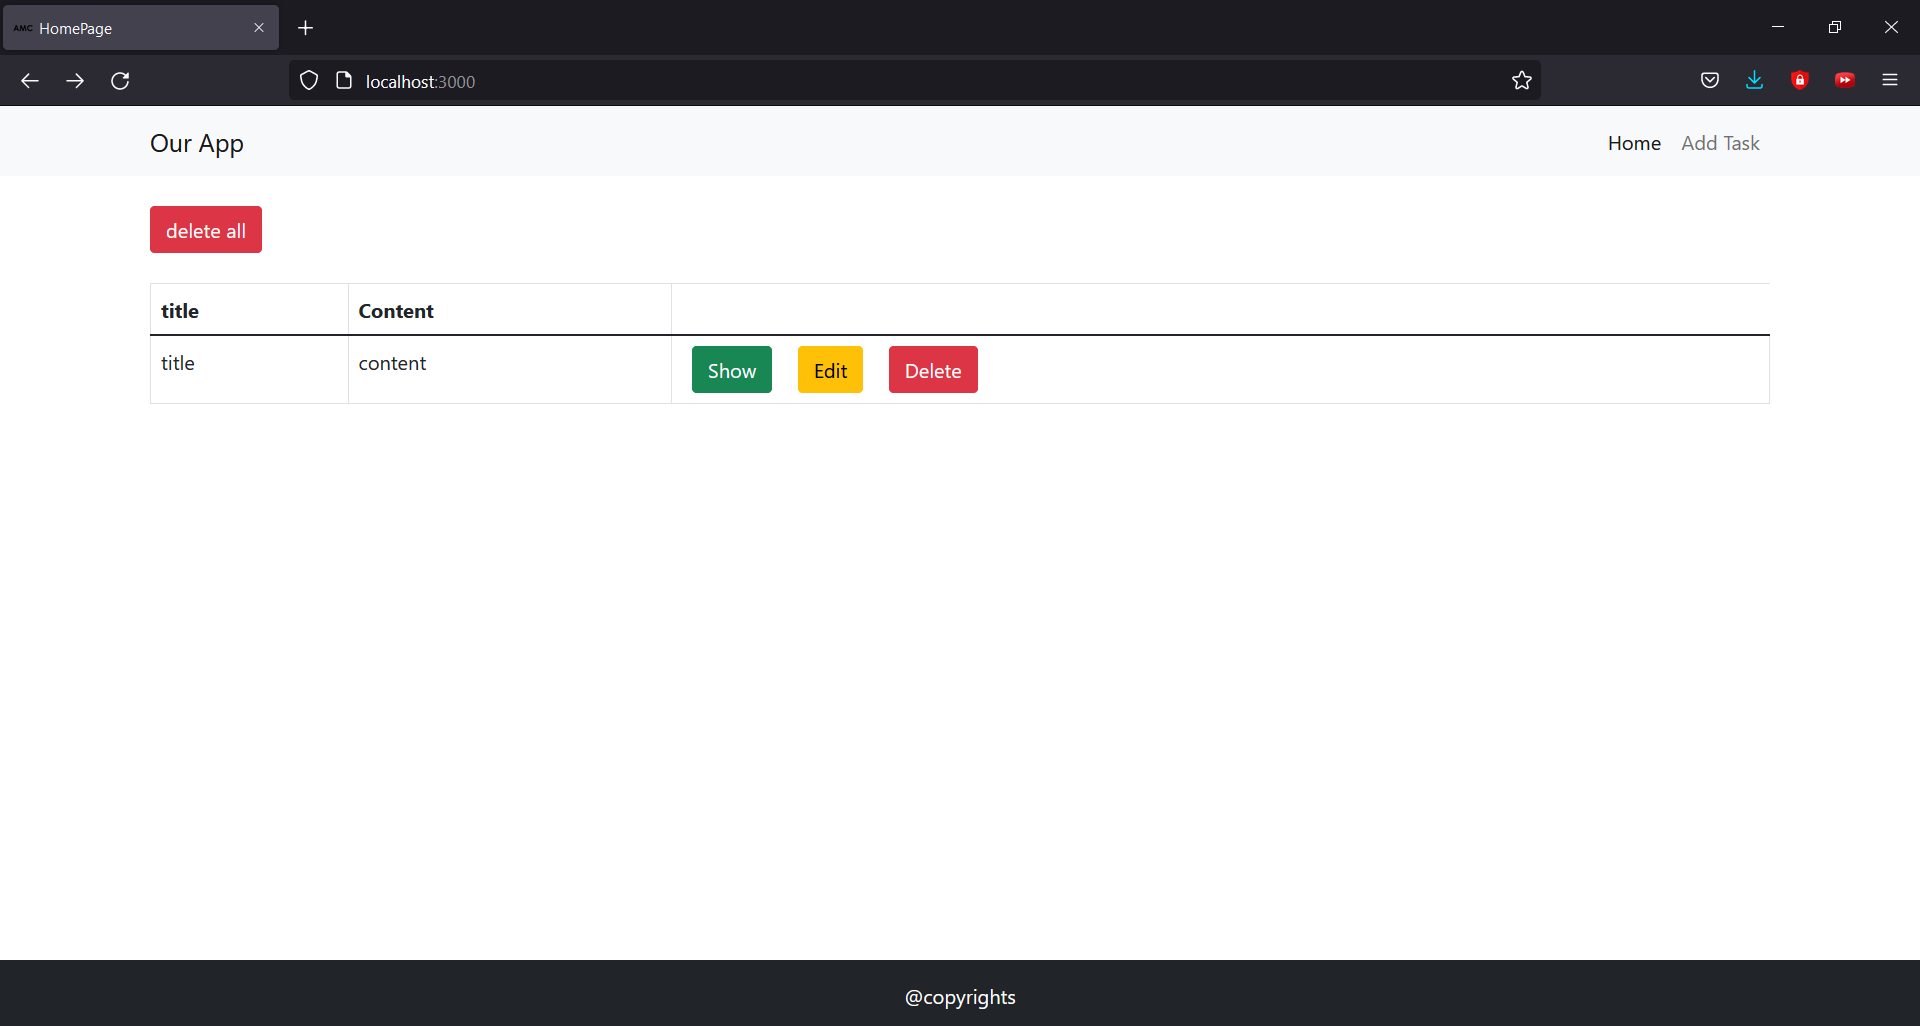 AMC HomePage
localhost:3000
Our App Home Add Task
delete all
title Content
title content Show Edit Delete
@copyrights